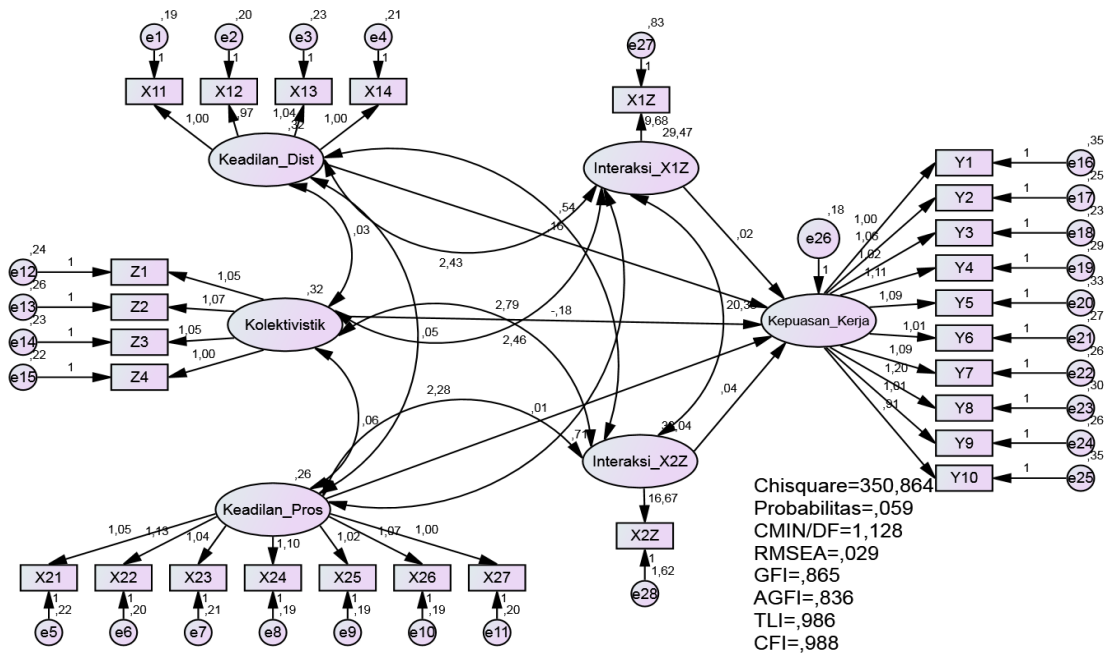 ,19 ,20 ,23 ,21
e1 e2 e3 e4
1 1 1 1
X11 X12 X13 X14
1,00 ,97 1,04 1,00
,32
Keadilan_Dist
,83
e27
1
X1Z
9,68
29,47
Interaksi_X1Z
,24
e12 1 Z1 1,05
,26
e13 1 Z2 1,07
,23
e14 1 Z3 1,05
,22
e15 1 Z4 1,00
,32
Kolektivistik
,03
,05
,06
2,43
,54
2,79
2,46
-,18
2,28
,01
,02
,04
,71
,18
e26
1
Kepuasan_Kerja
Y1 1 e16 ,35
Y2 1 e17 ,25
Y3 1 e18 ,23
Y4 1 e19 ,29
Y5 1 e20 ,33
Y6 1 e21 ,27
Y7 1 e22 ,26
Y8 1 e23 ,30
Y9 1 e24 ,26
Y10 1 e25 ,35
1,00
1,06
1,02
1,11
1,09
1,01
1,09
1,20
1,01
,91
Interaksi_X2Z
16,67
X2Z
1
1,62
e28
,26
Keadilan_Pros
1,05 1,13 1,04 1,10 1,02 1,07 1,00
X21 X22 X23 X24 X25 X26 X27
1 1 1 1 1 1 1
,22 ,20 ,21 ,19 ,19 ,19 ,20
e5 e6 e7 e8 e9 e10 e11
Chisquare=350,864
Probabilitas=,059
CMIN/DF=1,128
RMSEA=,029
GFI=,865
AGFI=,836
TLI=,986
CFI=,988